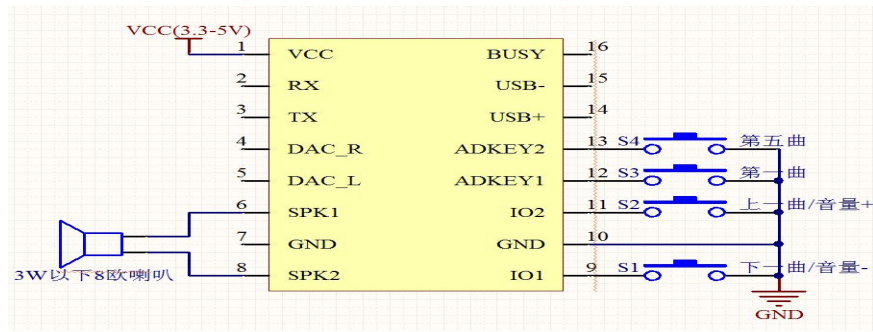 VCC(3.3-5V)
1 VCC BUSY 16
2 RX USB- 15
3 TX USB+ 14
4 DAC_R ADKEY2 13 S4 第五曲
5 DAC_L ADKEY1 12 S3 第一曲
6 SPK1 IO2 11 S2 上一曲/音量+
7 GND GND 10
8 SPK2 IO1 9 S1 下一曲/音量-
3W以下8欧喇叭
GND